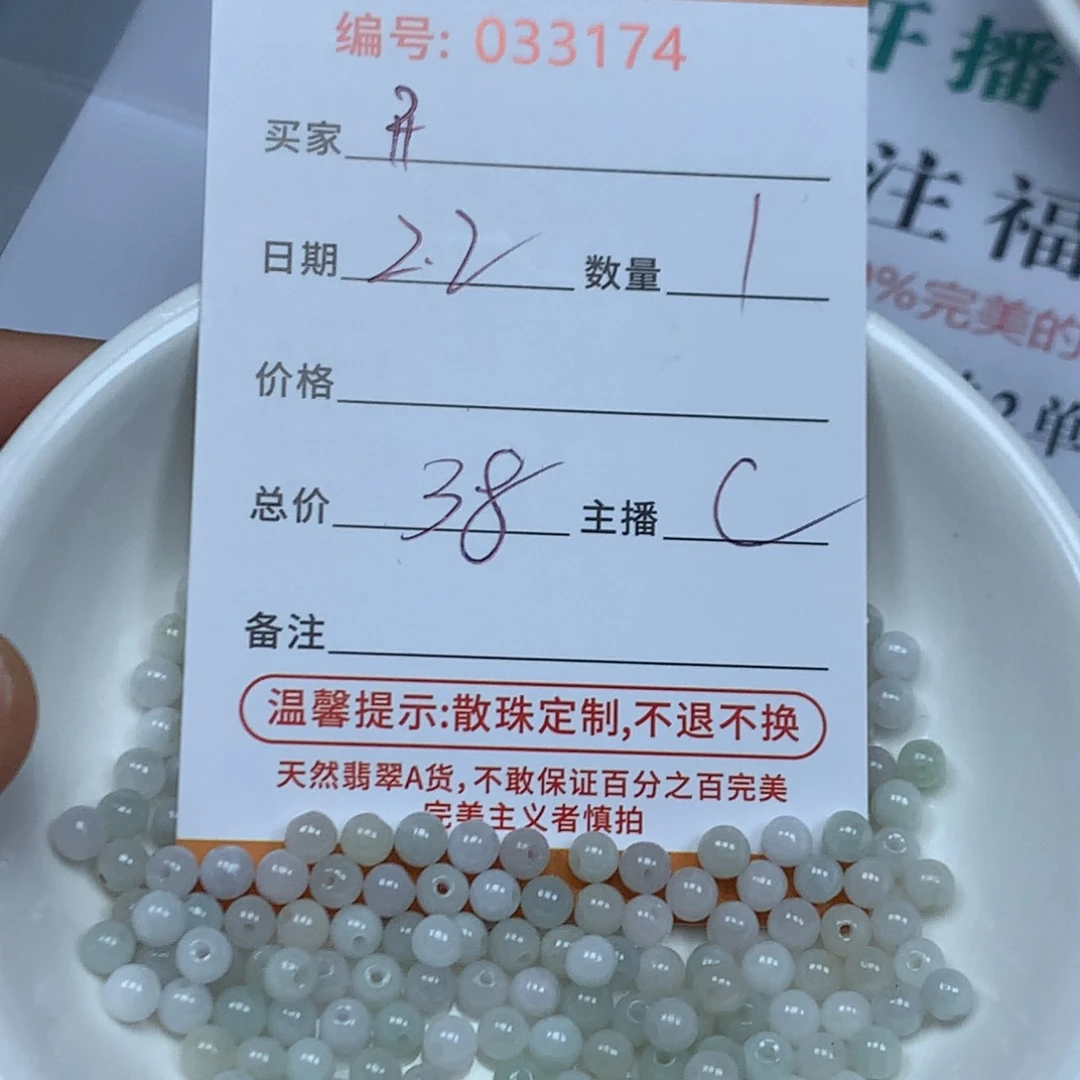 编号: 033174
买家
日期 2.2 数量 1
价格
总价 38 主播 C
备注
温馨提示:散珠定制,不退不换
天然翡翠A货,不敢保证百分之百完美
完美主义者慎拍
开播
注福
%完美的
单